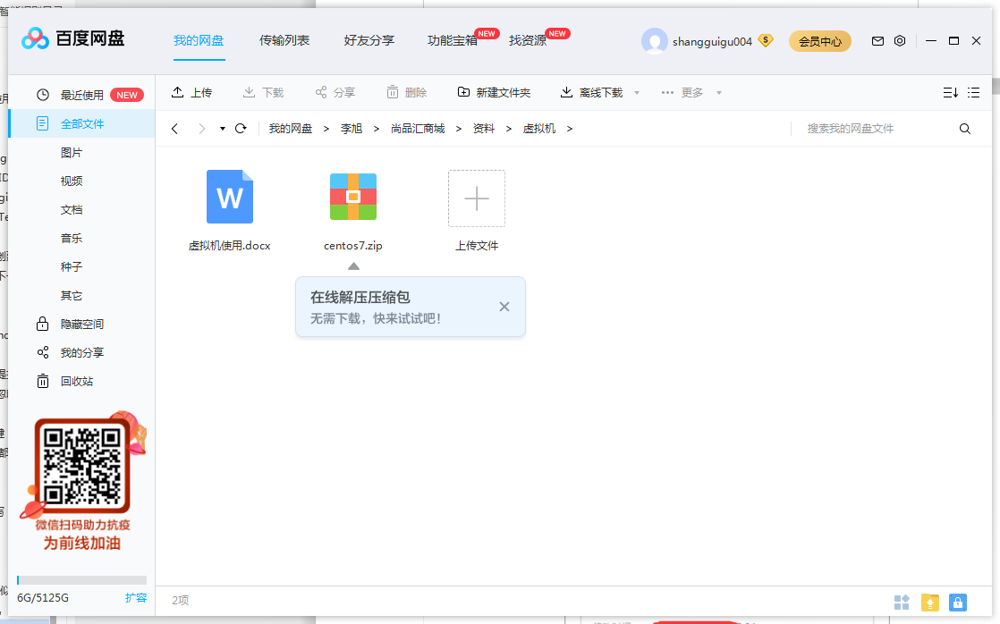 百度网盘
我的网盘 传输列表 好友分享 功能宝箱 NEW 找资源 NEW shangguigu004 S 会员中心
最近使用 NEW
全部文件
图片
视频
文档
音乐
种子
其它
隐藏空间
我的分享
回收站
微信扫码助力抗疫
为前线加油
6G/5125G 扩容
上传 下载 分享 删除 新建文件夹 离线下载 更多
我的网盘 > 李旭 > 尚品汇商城 > 资料 > 虚拟机 > 搜索我的网盘文件
W
虚拟机使用.docx centos7.zip 上传文件
在线解压压缩包
无需下载，快来试试吧！
2项